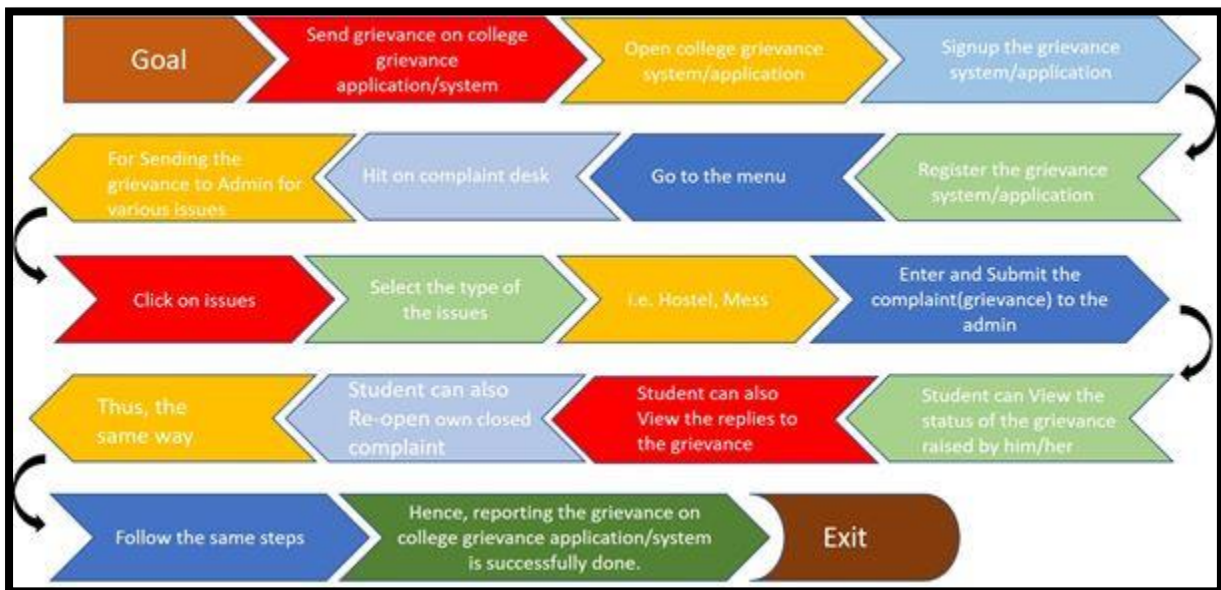 Goal
Send grievance on college
grievance
application/system
Open college grievance
system/application
Signup the grievance
system/application
Register the grievance
system/application
Go to the menu
Hit on complaint desk
For Sending the
grievance to Admin for
various issues
Click on issues
Select the type of
the issues
i.e. Hostel, Mess
Enter and Submit the
complaint(grievance) to the
admin
Student can View the
status of the grievance
raised by him/her
Student can also
View the replies to
the grievance
Student can also
Re-open own closed
complaint
Thus, the
same way
Follow the same steps
Hence, reporting the grievance on
college grievance application/system
is successfully done.
Exit